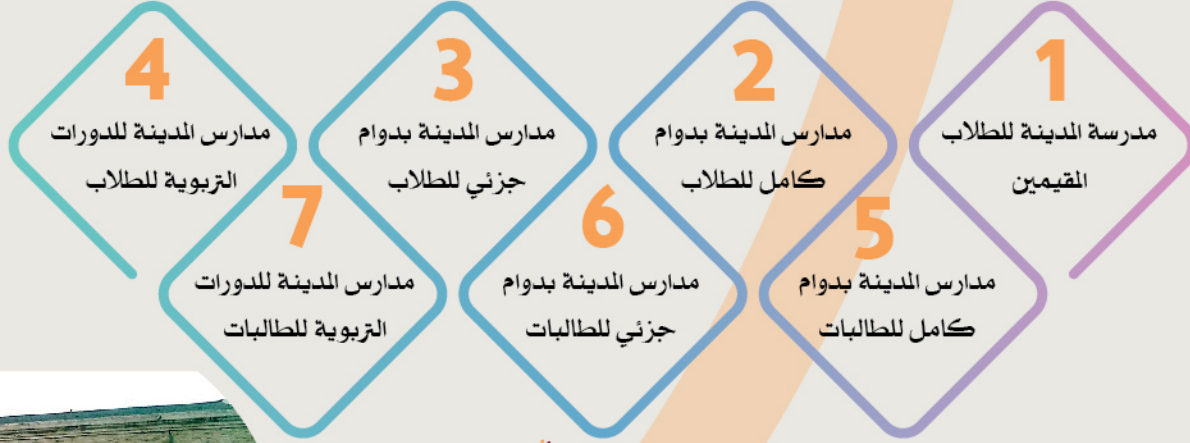 1
مدرسة المدينة للطلاب
المقيمين
2
مدارس المدينة بدوام
كامل للطلاب
3
مدارس المدينة بدوام
جزئي للطلاب
4
مدارس المدينة للدورات
التربوية للطلاب
5
مدارس المدينة بدوام
كامل للطالبات
6
مدارس المدينة بدوام
جزئي للطالبات
7
مدارس المدينة للدورات
التربوية للطالبات